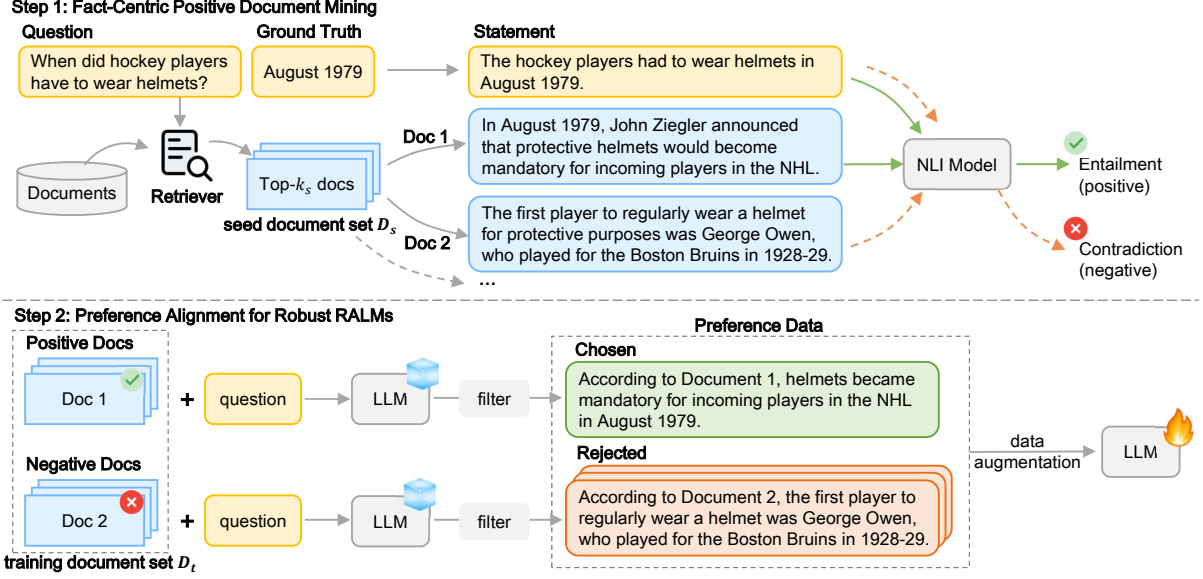 Step 1: Fact-Centric Positive Document Mining
Question
Ground Truth
Statement
When did hockey players
have to wear helmets?
August 1979
The hockey players had to wear helmets in
August 1979.
Documents
Retriever
Top-kₛ docs
seed document set Dₛ
Doc 1
In August 1979, John Ziegler announced
that protective helmets would become
mandatory for incoming players in the NHL.
Doc 2
The first player to regularly wear a helmet
for protective purposes was George Owen,
who played for the Boston Bruins in 1928-29.
...
NLI Model
Entailment
(positive)
Contradiction
(negative)
Step 2: Preference Alignment for Robust RALMs
Positive Docs
Doc 1
+
question
LLM
filter
Negative Docs
Doc 2
+
question
LLM
filter
training document set Dₜ
Preference Data
Chosen
According to Document 1, helmets became
mandatory for incoming players in the NHL
in August 1979.
Rejected
According to Document 2, the first player to
regularly wear a helmet was George Owen,
who played for the Boston Bruins in 1928-29.
data
augmentation
LLM